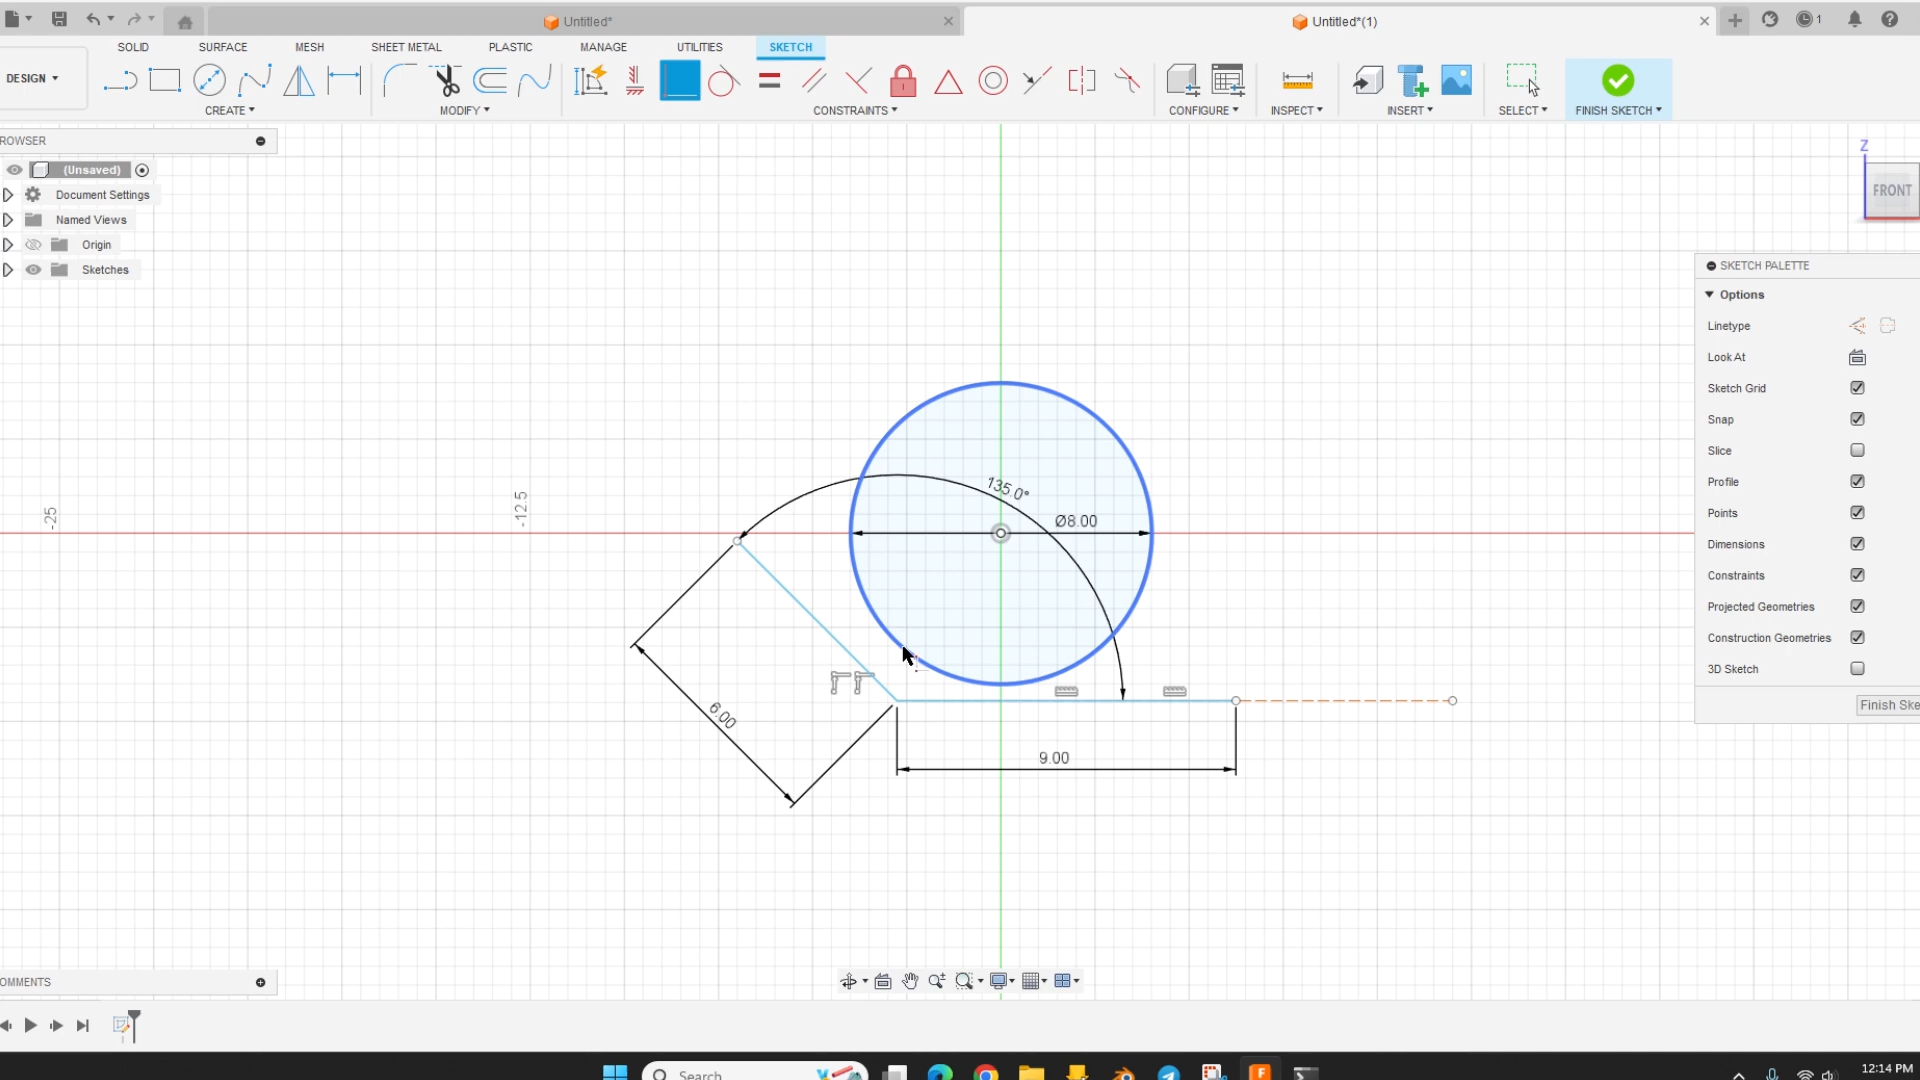 Untitled*
Untitled*(1)
1
SOLID
SURFACE
MESH
SHEET METAL
PLASTIC
MANAGE
UTILITIES
SKETCH
DESIGN
CREATE
MODIFY
CONSTRAINTS
CONFIGURE
INSPECT
INSERT
SELECT
FINISH SKETCH
ROWSER
(Unsaved)
Document Settings
Named Views
Origin
Sketches
Z
FRONT
SKETCH PALETTE
Options
Linetype
Look At
Sketch Grid
Snap
Slice
Profile
Points
Dimensions
Constraints
Projected Geometries
Construction Geometries
3D Sketch
Finish Ske
-25
-12.5
135.0°
Ø8.00
6.00
9.00
OMMENTS
Search
12:14 PM